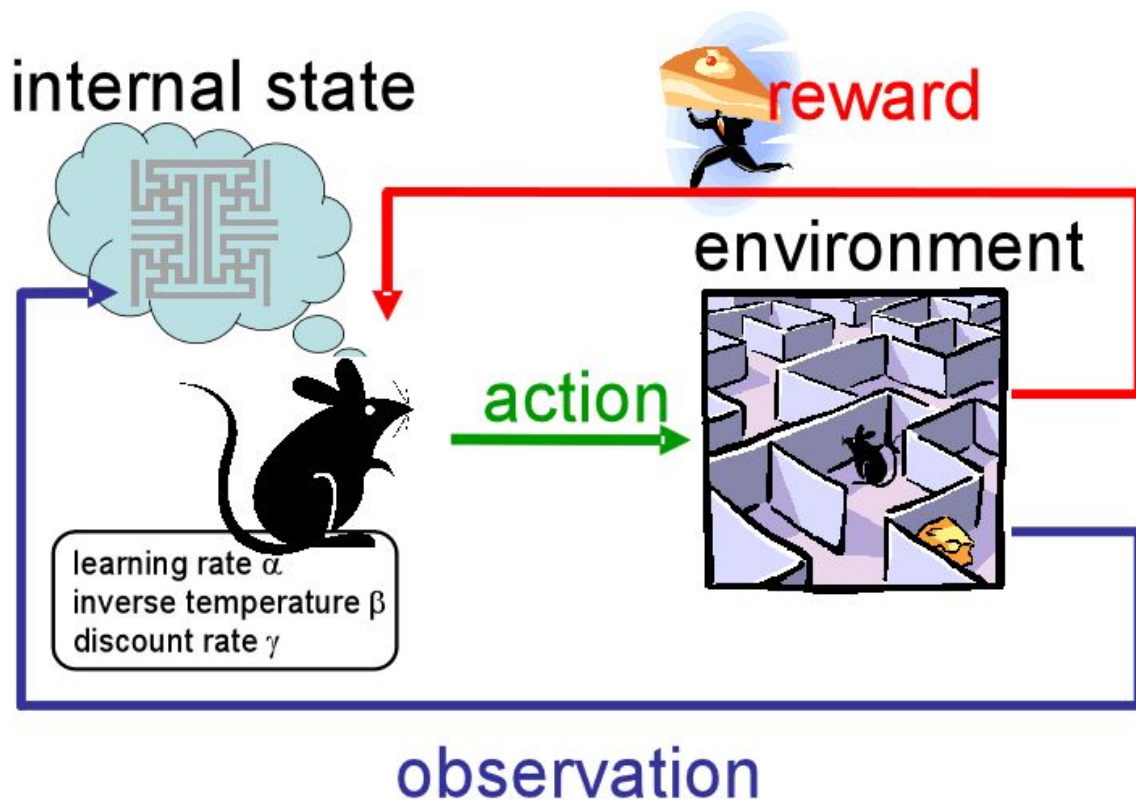 internal state
reward
environment
action
learning rate α
inverse temperature β
discount rate γ
observation